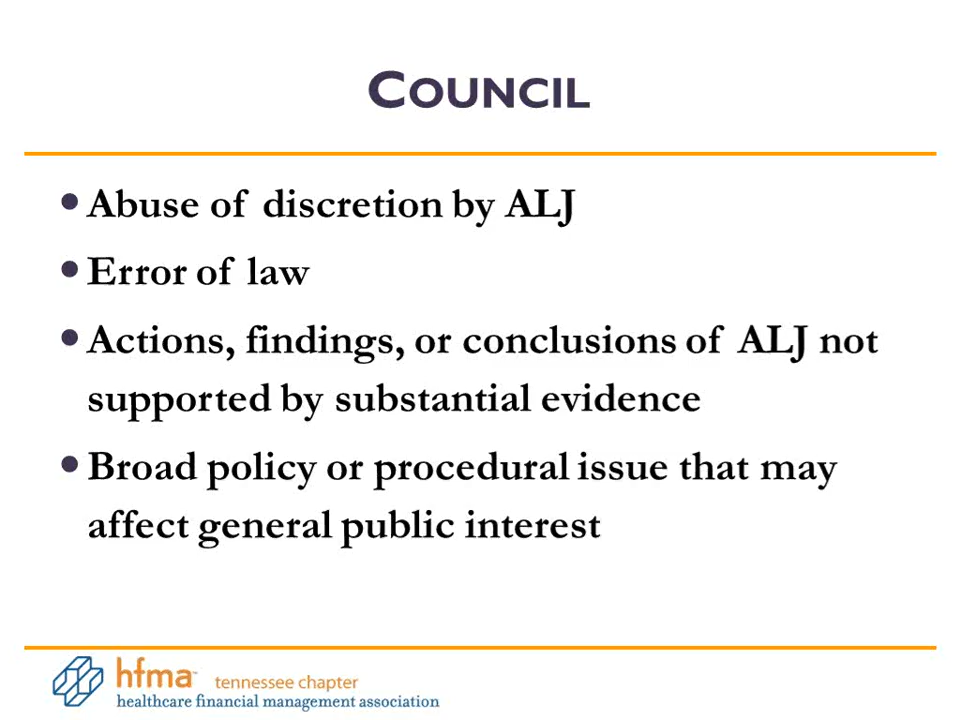 COUNCIL
• Abuse of discretion by ALJ
• Error of law
• Actions, findings, or conclusions of ALJ not
supported by substantial evidence
• Broad policy or procedural issue that may
affect general public interest
hfma™ tennessee chapter
healthcare financial management association